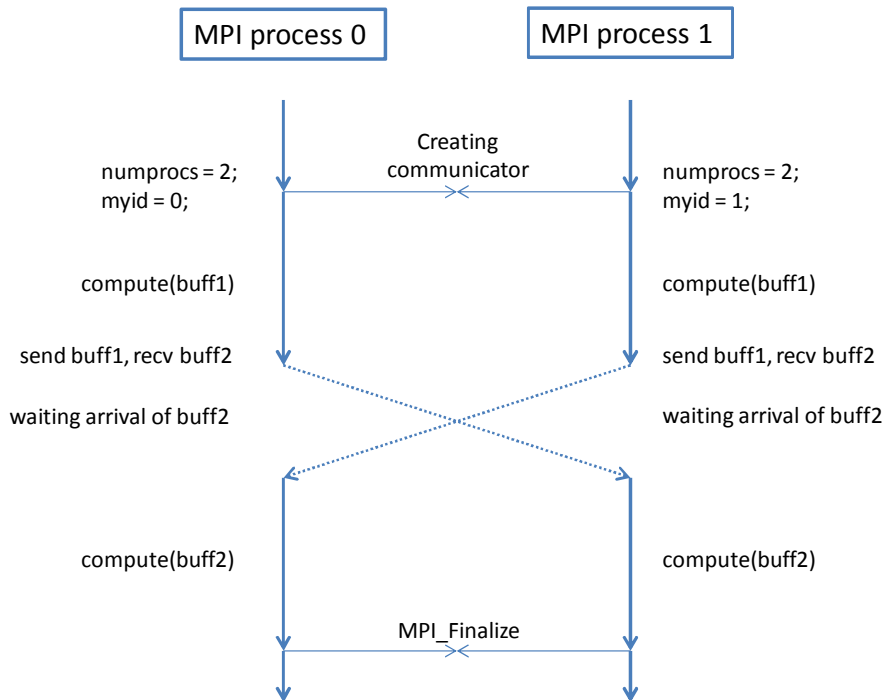 MPI process 0
MPI process 1
Creating
communicator
numprocs = 2;
myid = 0;
numprocs = 2;
myid = 1;
compute(buff1)
compute(buff1)
send buff1, recv buff2
send buff1, recv buff2
waiting arrival of buff2
waiting arrival of buff2
compute(buff2)
compute(buff2)
MPI_Finalize